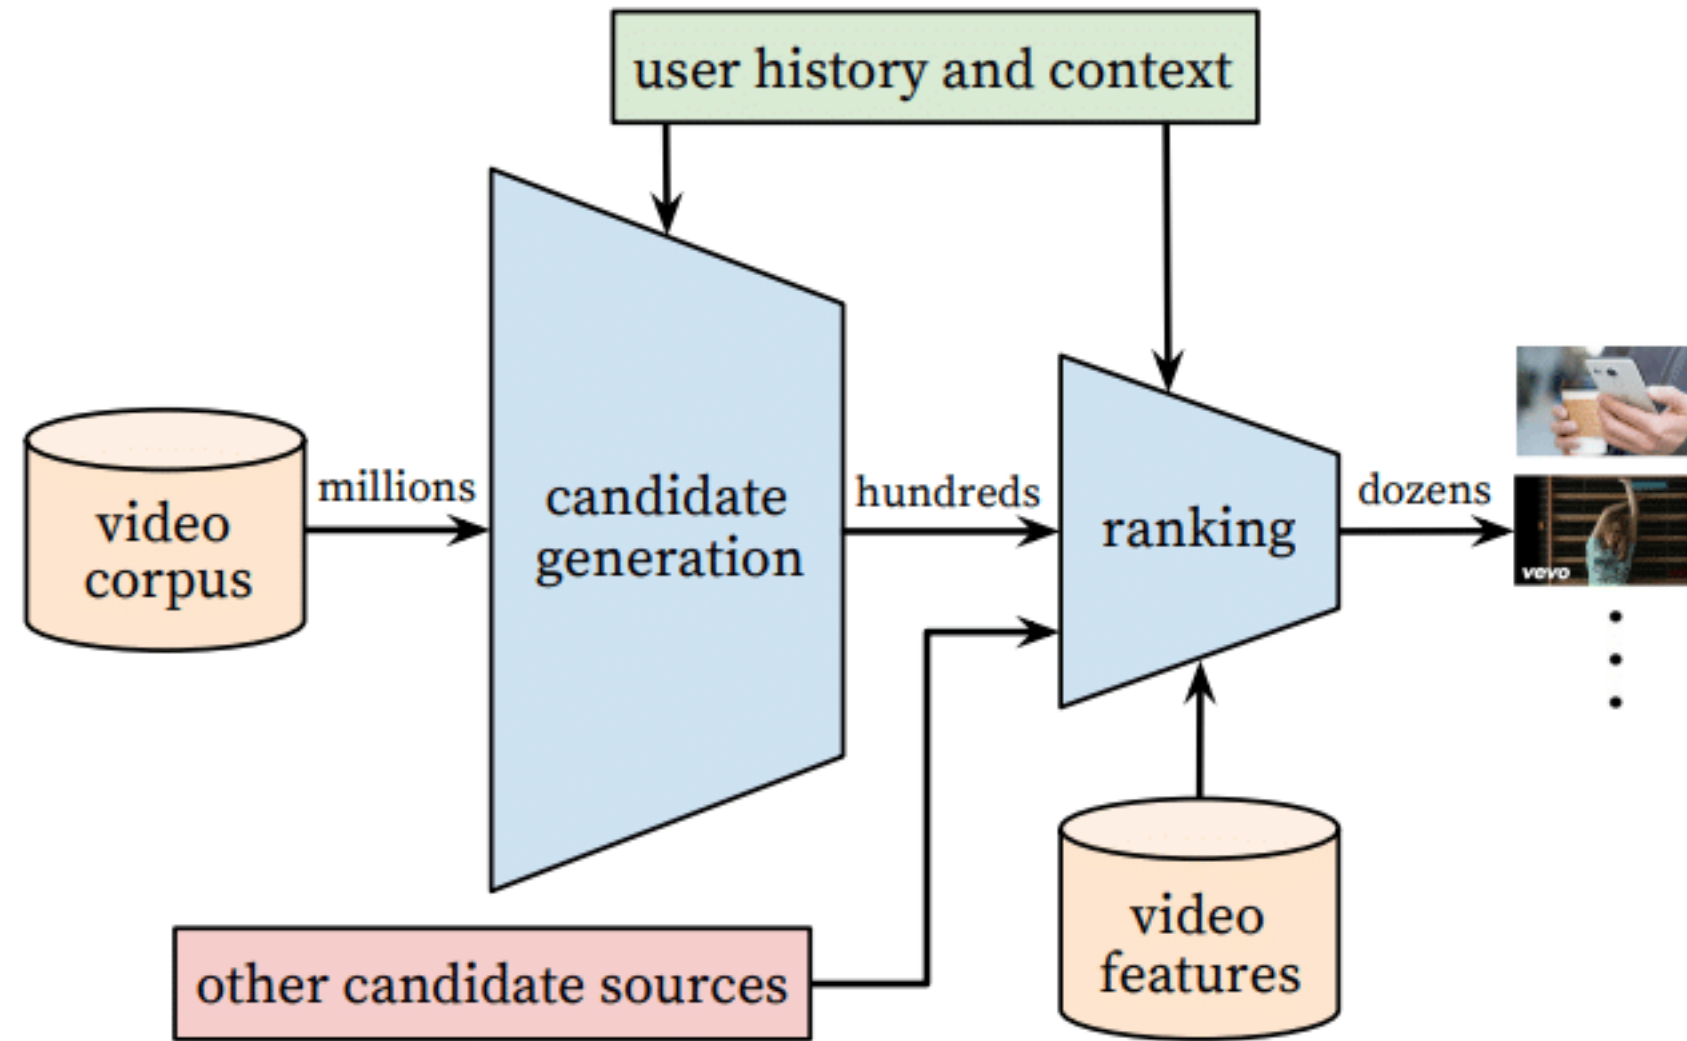 user history and context
video
corpus
millions
candidate
generation
hundreds
ranking
dozens
vevo
other candidate sources
video
features